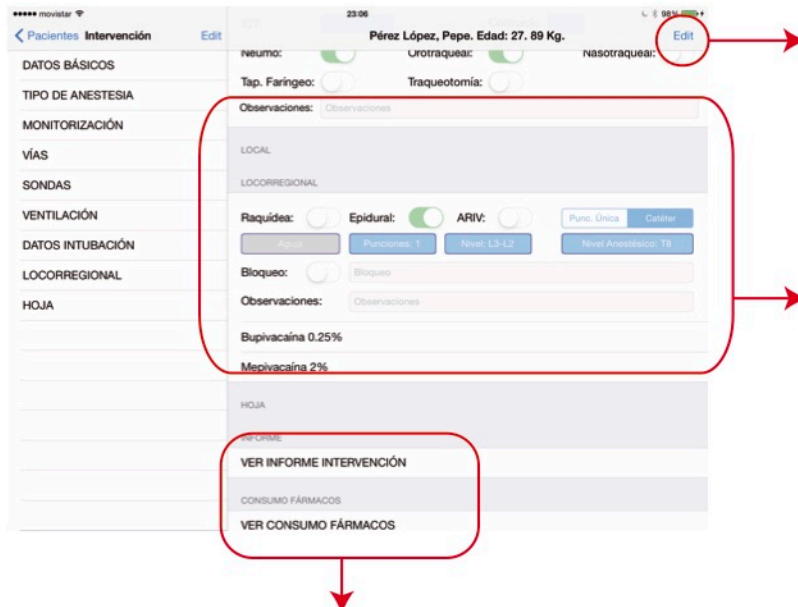 movistar 23:06 98%
Pacientes Intervención Edit
Pérez López, Pepe. Edad: 27. 89 Kg. Edit
DATOS BÁSICOS
TIPO DE ANESTESIA
MONITORIZACIÓN
VÍAS
SONDAS
VENTILACIÓN
DATOS INTUBACIÓN
LOCORREGIONAL
HOJA
Neumo: Orotraqueal: Nasotraqueal:
Tap. Faríngeo: Traqueotomía:
Observaciones: Observaciones
LOCAL
LOCORREGIONAL
Raquídea: Epidural: ARIV: Punc. Única Catéter
Aguja Punciones: 1 Nivel: L3-L2 Nivel Anestésico: T8
Bloqueo: Bloqueo
Observaciones: Observaciones
Bupivacaína 0.25%
Mepivacaína 2%
HOJA
INFORME
VER INFORME INTERVENCIÓN
CONSUMO FÁRMACOS
VER CONSUMO FÁRMACOS